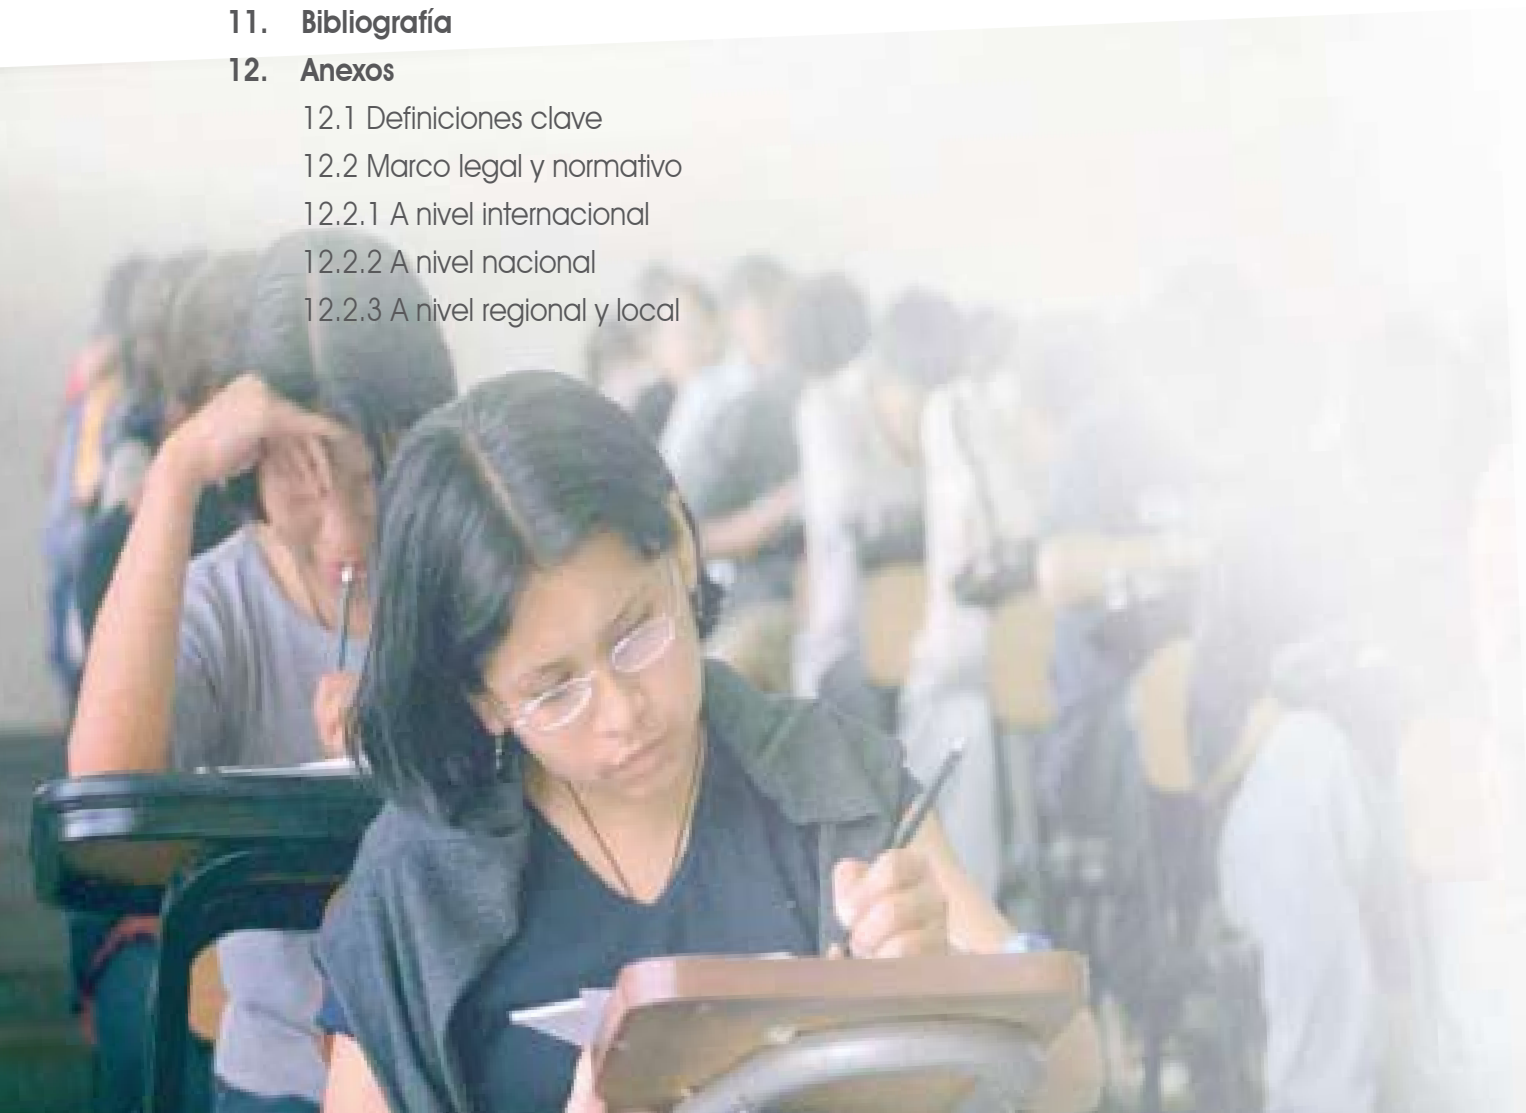 11. Bibliografía
12. Anexos
12.1 Definiciones clave
12.2 Marco legal y normativo
12.2.1 A nivel internacional
12.2.2 A nivel nacional
12.2.3 A nivel regional y local